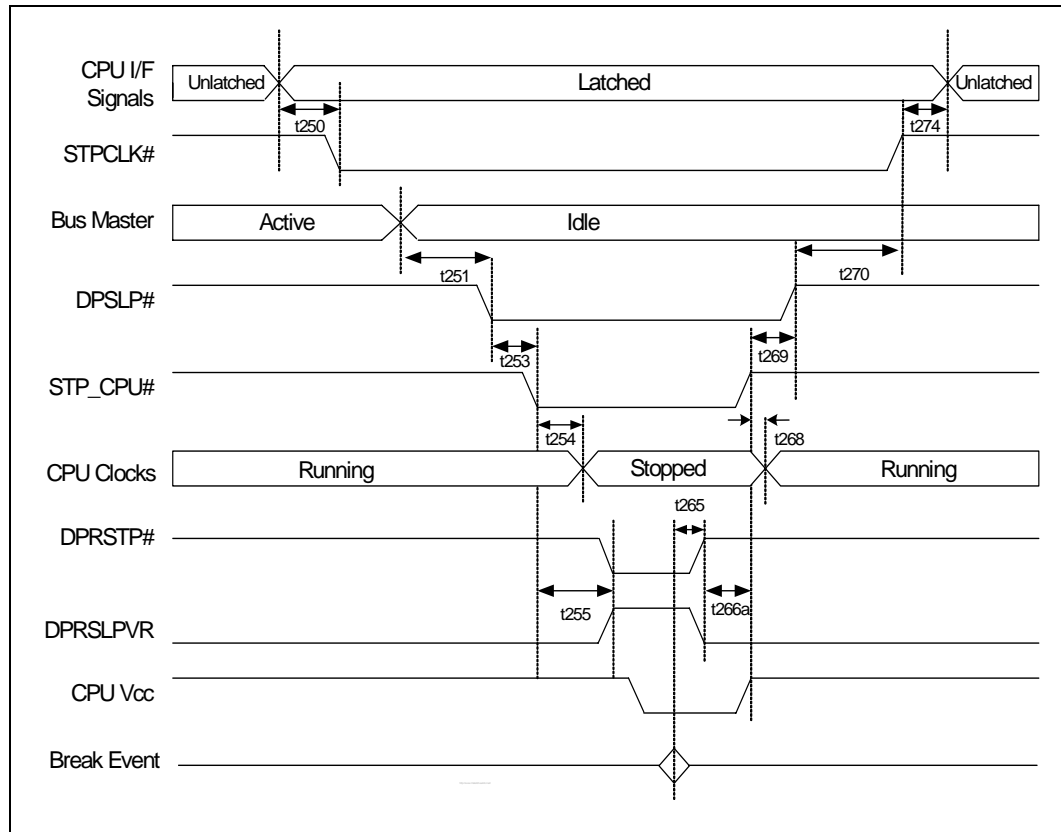 CPU I/F
Signals
Unlatched
Latched
Unlatched
t250
t274
STPCLK#
Bus Master
Active
Idle
t251
t270
DPSLP#
t253
t269
STP_CPU#
t254
t268
CPU Clocks
Running
Stopped
Running
t265
DPRSTP#
t255
t266a
DPRSLPVR
CPU Vcc
Break Event